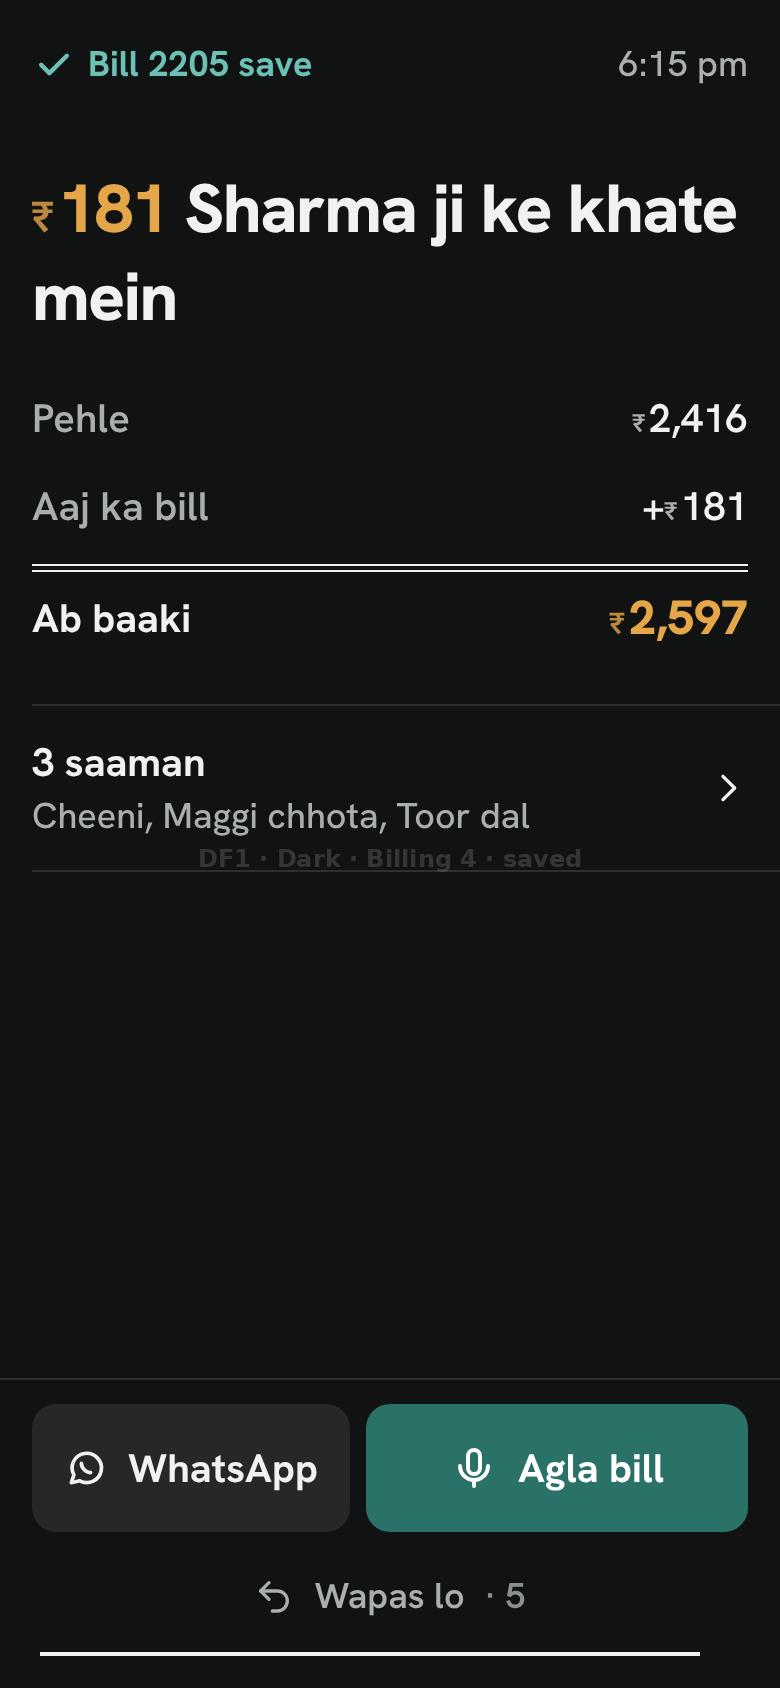 Bill 2205 save 6:15 pm
₹181 Sharma ji ke khate
mein
Pehle ₹2,416
Aaj ka bill +₹181
Ab baaki ₹2,597
3 saaman
Cheeni, Maggi chhota, Toor dal
DF1 · Dark · Billing 4 · saved
WhatsApp Agla bill
Wapas lo · 5